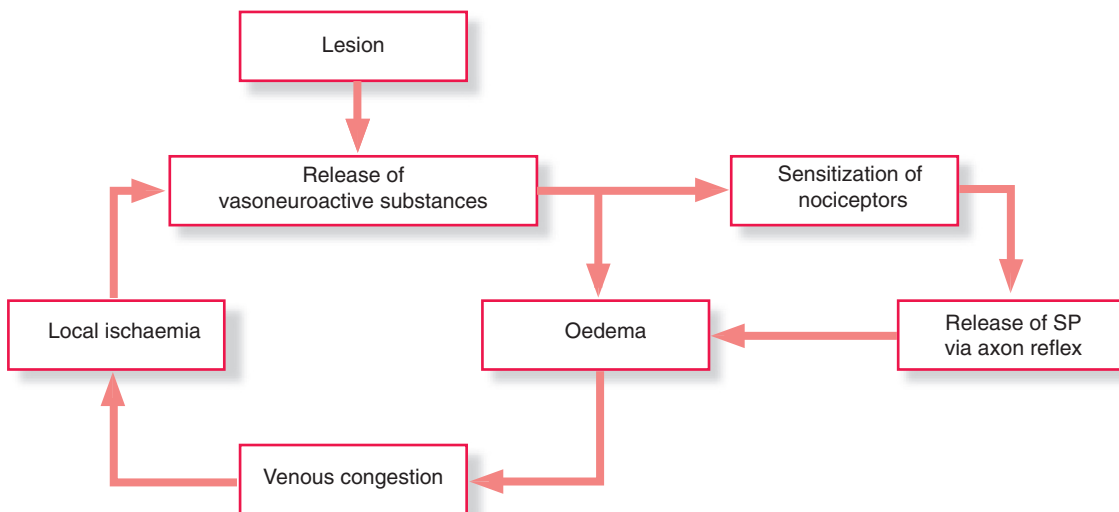 Lesion
Release of
vasoneuroactive substances
Sensitization of
nociceptors
Local ischaemia
Oedema
Release of SP
via axon reflex
Venous congestion